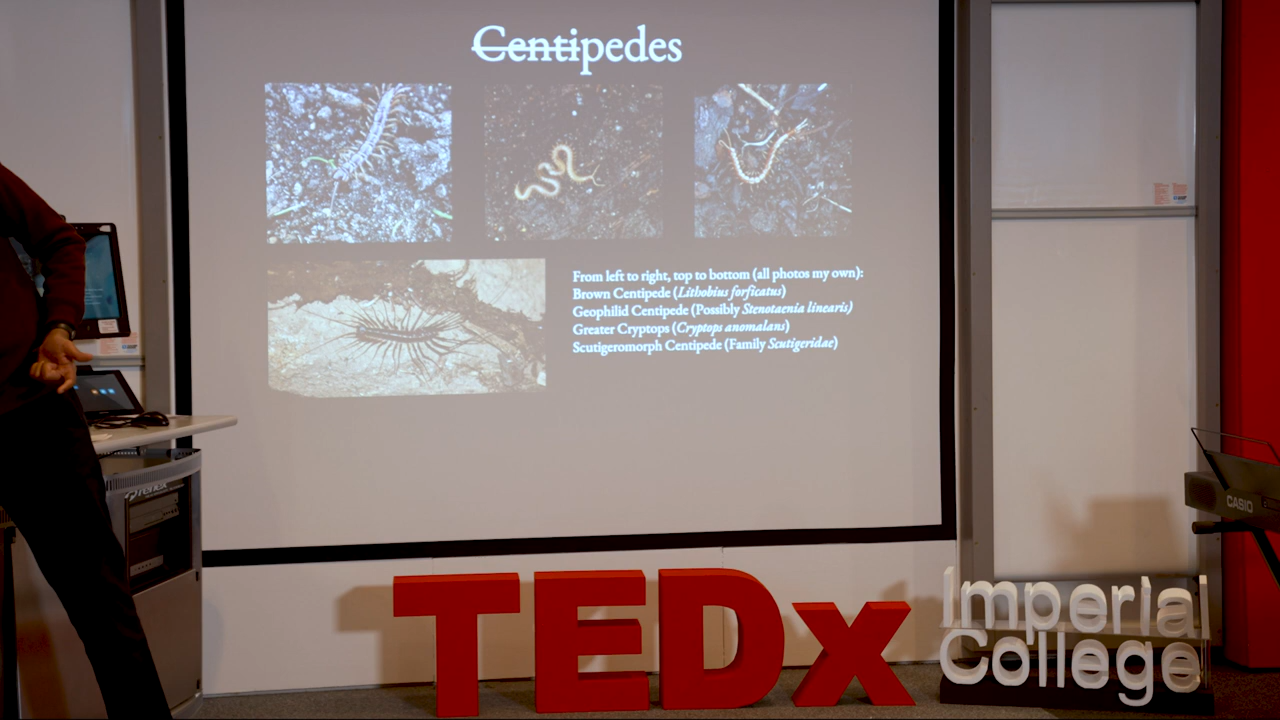 Centipedes
From left to right, top to bottom (all photos my own):
Brown Centipede (Lithobius forficatus)
Geophilid Centipede (Possibly Stenotaenia linearis)
Greater Cryptops (Cryptops anomalans)
Scutigeromorph Centipede (Family Scutigeridae)
CASIO
TEDx
Imperial
College